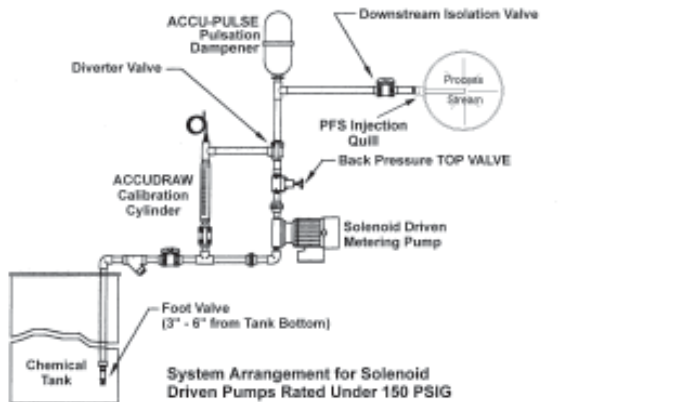 Downstream Isolation Valve
ACCU-PULSE
Pulsation
Dampener
Diverter Valve
Process
Stream
PFS Injection
Quill
Back Pressure TOP VALVE
ACCUDRAW
Calibration
Cylinder
Solenoid Driven
Metering Pump
Foot Valve
(3" - 6" from Tank Bottom)
Chemical
Tank
System Arrangement for Solenoid
Driven Pumps Rated Under 150 PSIG